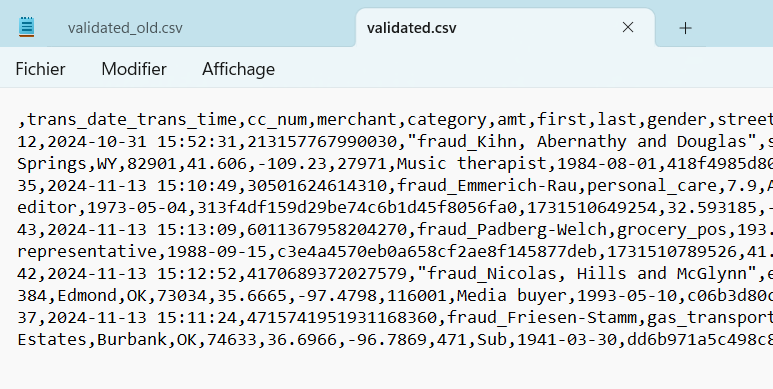 validated_old.csv
validated.csv
Fichier Modifier Affichage
,trans_date_trans_time,cc_num,merchant,category,amt,first,last,gender,street
12,2024-10-31 15:52:31,213157767990030,"fraud_Kihn, Abernathy and Douglas",s
Springs,WY,82901,41.606,-109.23,27971,Music therapist,1984-08-01,418f4985d80
35,2024-11-13 15:10:49,30501624614310,fraud_Emmerich-Rau,personal_care,7.9,A
editor,1973-05-04,313f4df159d29be74c6b1d45f8056fa0,1731510649254,32.593185,-
43,2024-11-13 15:13:09,6011367958204270,fraud_Padberg-Welch,grocery_pos,193.
representative,1988-09-15,c3e4a4570eb0a658cf2ae8f145877deb,1731510789526,41.
42,2024-11-13 15:12:52,4170689372027579,"fraud_Nicolas, Hills and McGlynn",e
384,Edmond,OK,73034,35.6665,-97.4798,116001,Media buyer,1993-05-10,c06b3d80c
37,2024-11-13 15:11:24,4715741951931168360,fraud_Friesen-Stamm,gas_transport
Estates,Burbank,OK,74633,36.6966,-96.7869,471,Sub,1941-03-30,dd6b971a5c498c8